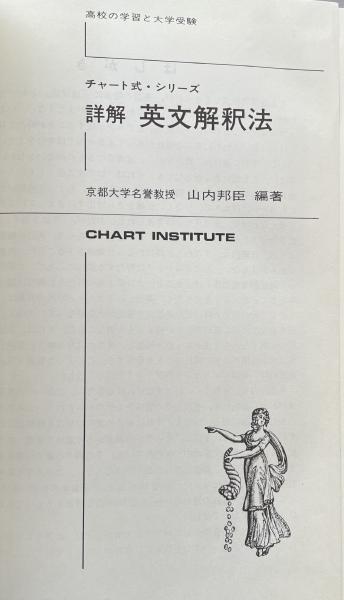 高校の学習と大学受験
チャート式・シリーズ
詳解 英文解釈法
京都大学名誉教授 山内邦臣 編著
CHART INSTITUTE